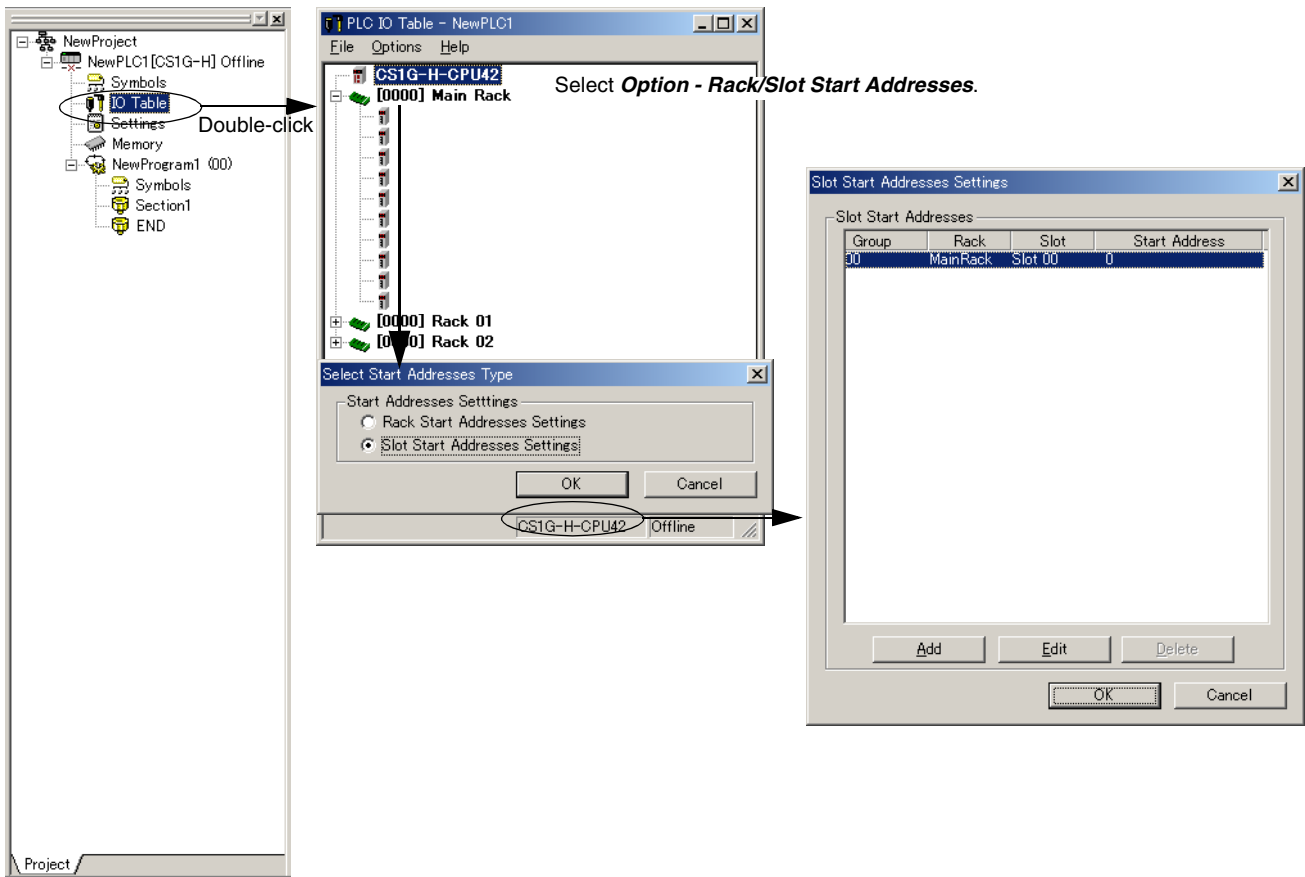 NewProject
NewPLC1[CS1G-H] Offline
Symbols
IO Table
Settings
Memory
NewProgram1 (00)
Symbols
Section1
END
Project
Double-click
PLC IO Table - NewPLC1
File Options Help
CS1G-H-CPU42
[0000] Main Rack
[0000] Rack 01
[0000] Rack 02
Select Option - Rack/Slot Start Addresses.
Select Start Addresses Type
Start Addresses Setttings
Rack Start Addresses Settings
Slot Start Addresses Settings
OK Cancel
CS1G-H-CPU42 Offline
Slot Start Addresses Settings
Slot Start Addresses
Group Rack Slot Start Address
00 MainRack Slot 00 0
Add Edit Delete
OK Cancel